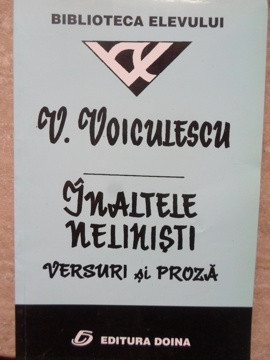 BIBLIOTECA ELEVULUI
V. VOICULESCU
ÎNALTELE
NELINIȘTI
VERSURI și PROZĂ
EDITURA DOINA